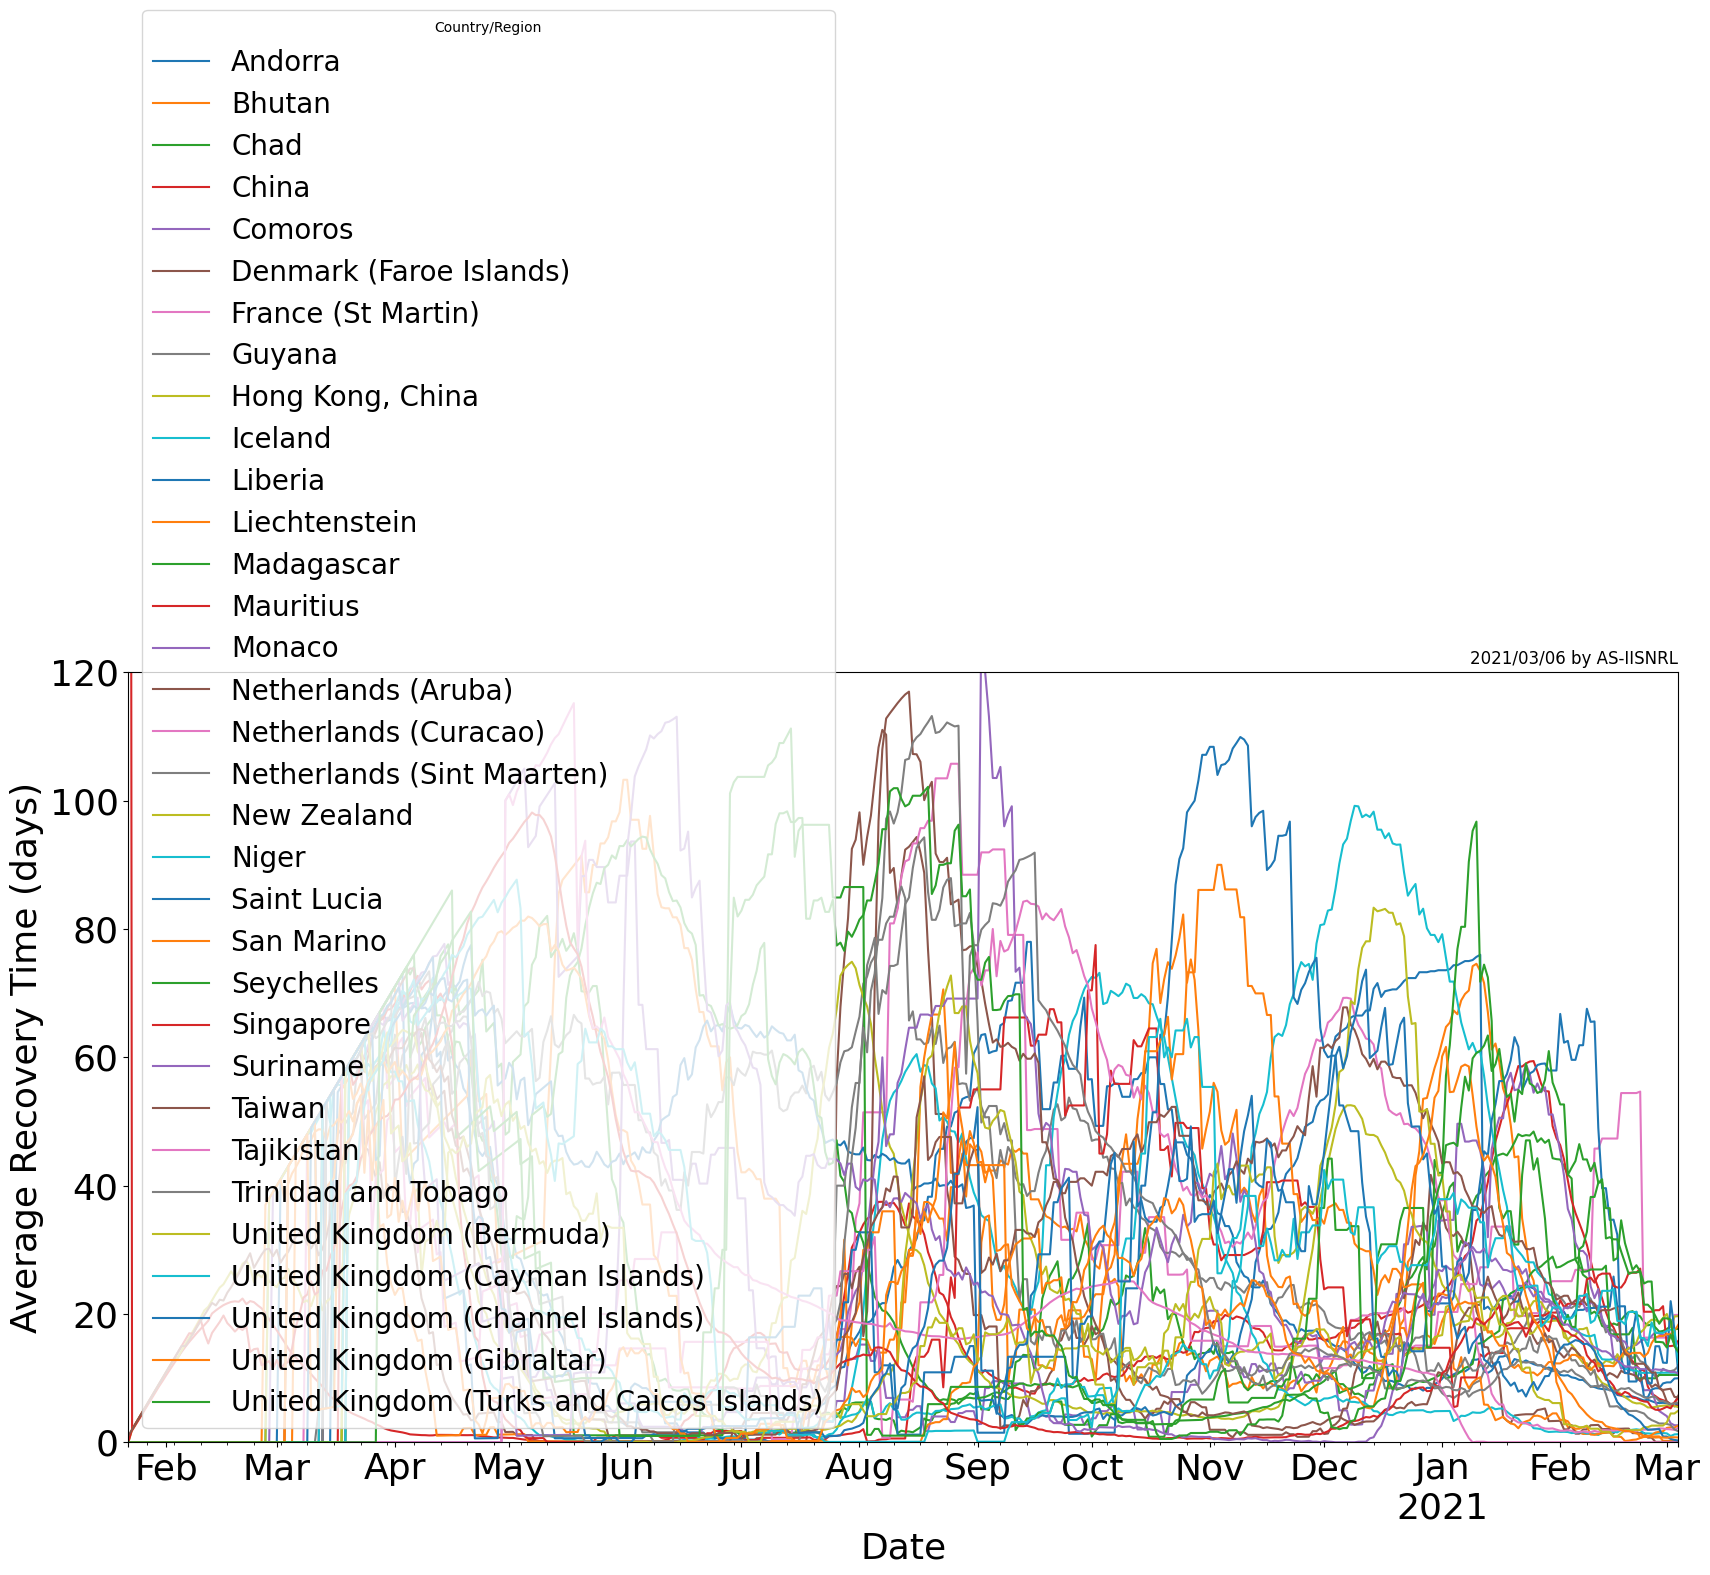 Country/Region
Andorra
Bhutan
Chad
China
Comoros
Denmark (Faroe Islands)
France (St Martin)
Guyana
Hong Kong, China
Iceland
Liberia
Liechtenstein
Madagascar
Mauritius
Monaco
Netherlands (Aruba)
Netherlands (Curacao)
Netherlands (Sint Maarten)
New Zealand
Niger
Saint Lucia
San Marino
Seychelles
Singapore
Suriname
Taiwan
Tajikistan
Trinidad and Tobago
United Kingdom (Bermuda)
United Kingdom (Cayman Islands)
United Kingdom (Channel Islands)
United Kingdom (Gibraltar)
United Kingdom (Turks and Caicos Islands)
2021/03/06 by AS-IISNRL
120
100
80
60
40
20
0
Average Recovery Time (days)
Feb Mar Apr May Jun Jul Aug Sep Oct Nov Dec Jan Feb Mar
2021
Date